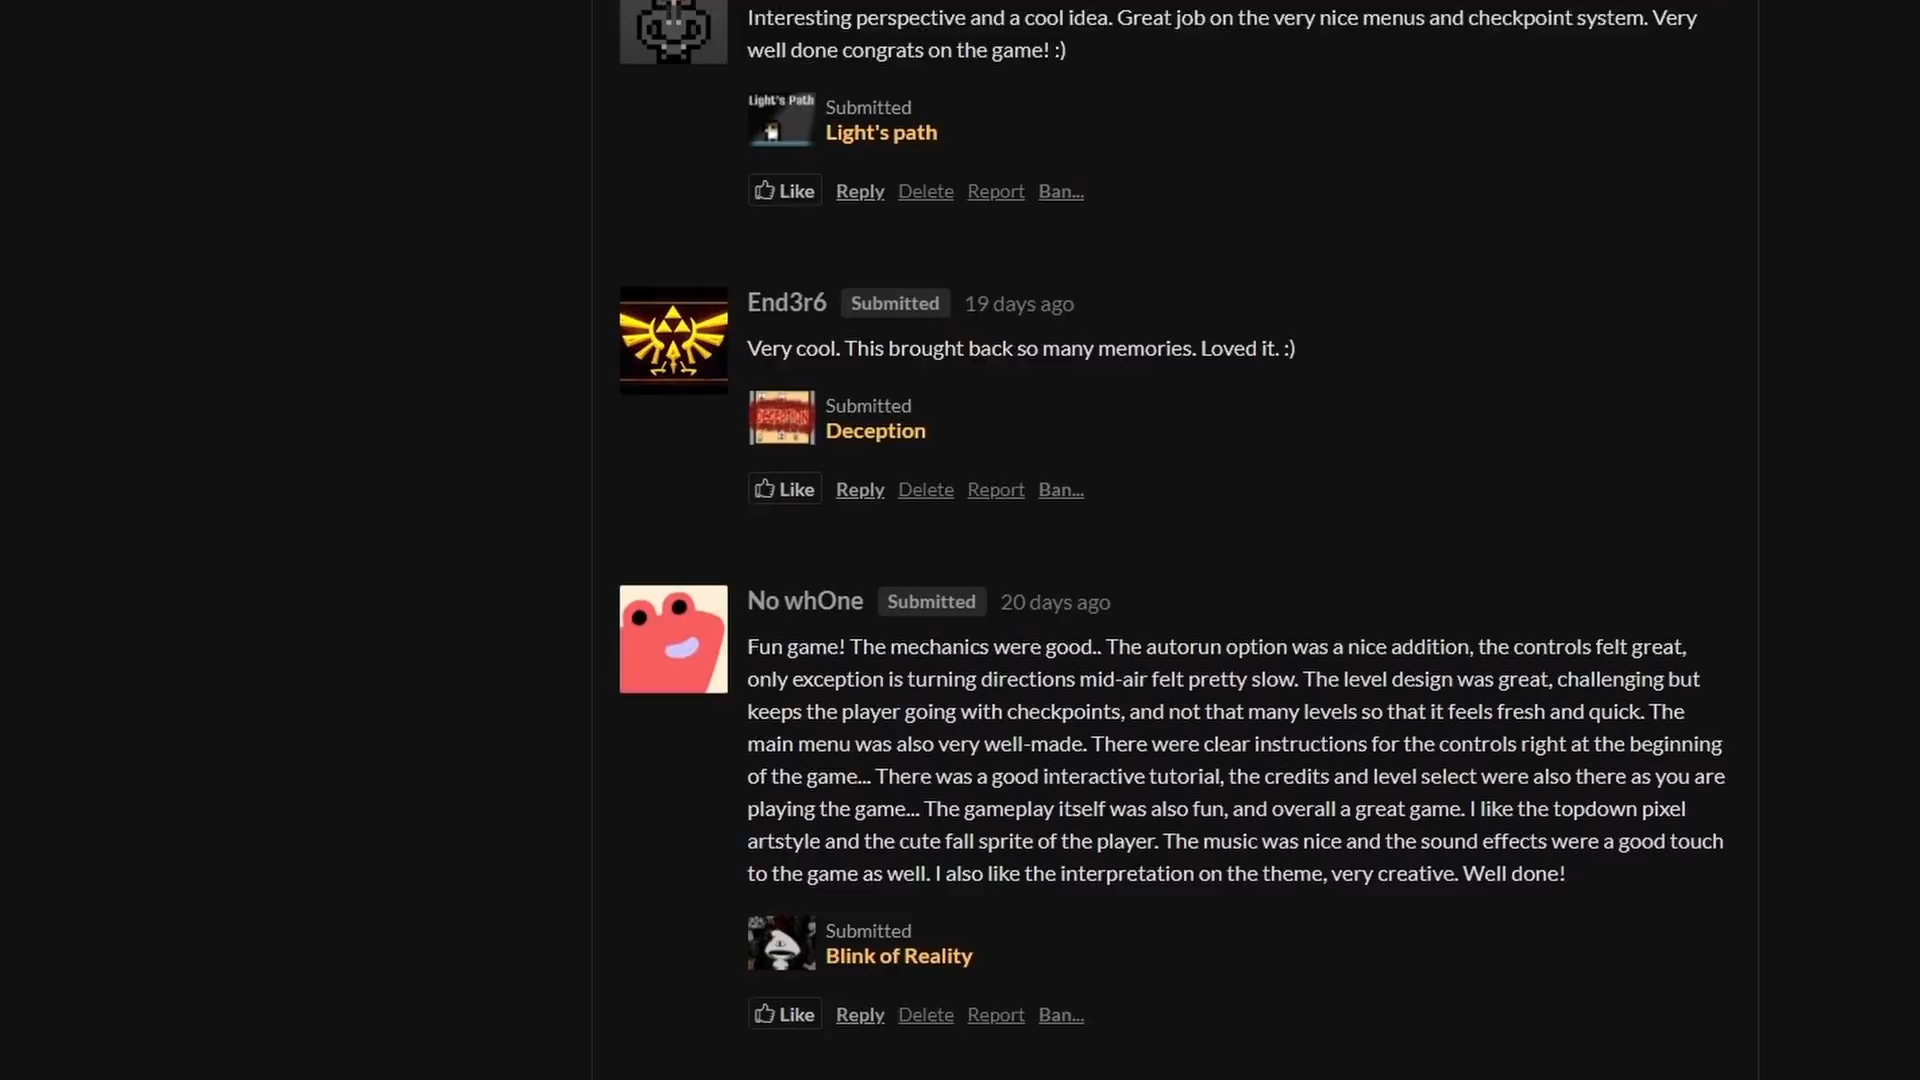 Interesting perspective and a cool idea. Great job on the very nice menus and checkpoint system. Very
well done congrats on the game! :)
Light's Path
Submitted
Light's path
Like Reply Delete Report Ban...
End3r6 Submitted 19 days ago
Very cool. This brought back so many memories. Loved it. :)
DECEPTION
Submitted
Deception
Like Reply Delete Report Ban...
No whOne Submitted 20 days ago
Fun game! The mechanics were good.. The autorun option was a nice addition, the controls felt great,
only exception is turning directions mid-air felt pretty slow. The level design was great, challenging but
keeps the player going with checkpoints, and not that many levels so that it feels fresh and quick. The
main menu was also very well-made. There were clear instructions for the controls right at the beginning
of the game... There was a good interactive tutorial, the credits and level select were also there as you are
playing the game... The gameplay itself was also fun, and overall a great game. I like the topdown pixel
artstyle and the cute fall sprite of the player. The music was nice and the sound effects were a good touch
to the game as well. I also like the interpretation on the theme, very creative. Well done!
Submitted
Blink of Reality
Like Reply Delete Report Ban...